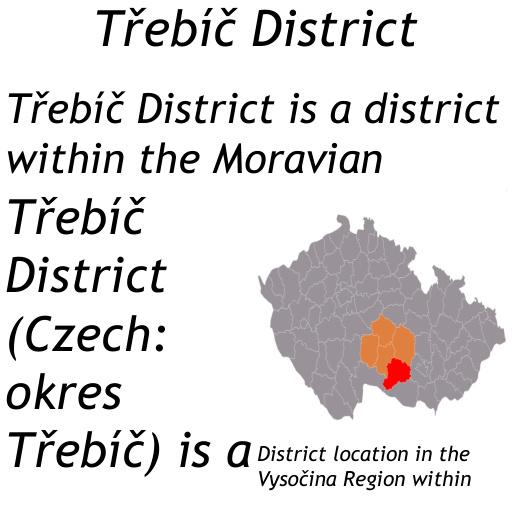 Třebíč District
Třebíč District is a district
within the Moravian
Třebíč
District
(Czech:
okres
Třebíč) is a
District location in the
Vysočina Region within